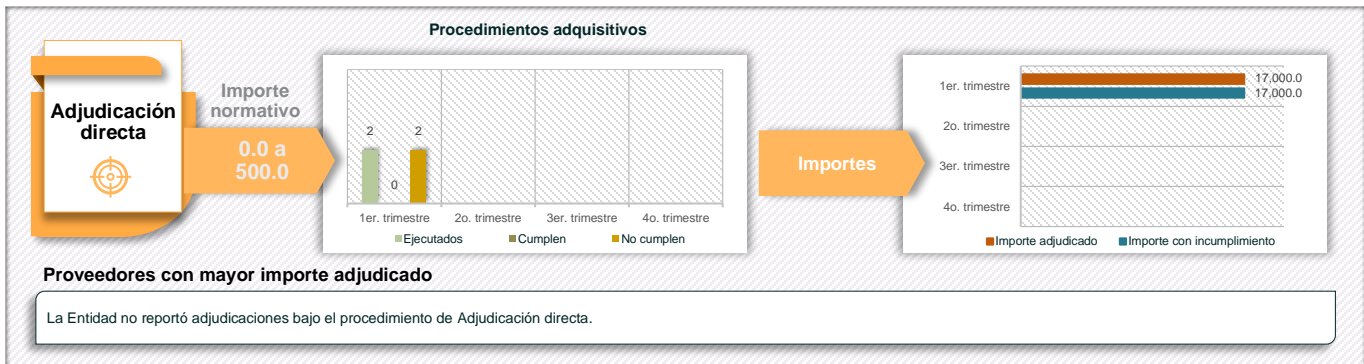 Procedimientos adquisitivos
Adjudicación
directa
Importe
normativo
0.0 a
500.0
2
0
2
1er. trimestre
2o. trimestre
3er. trimestre
4o. trimestre
Ejecutados
Cumplen
No cumplen
Importes
1er. trimestre
2o. trimestre
3er. trimestre
4o. trimestre
17,000.0
17,000.0
Importe adjudicado
Importe con incumplimiento
Proveedores con mayor importe adjudicado
La Entidad no reportó adjudicaciones bajo el procedimiento de Adjudicación directa.